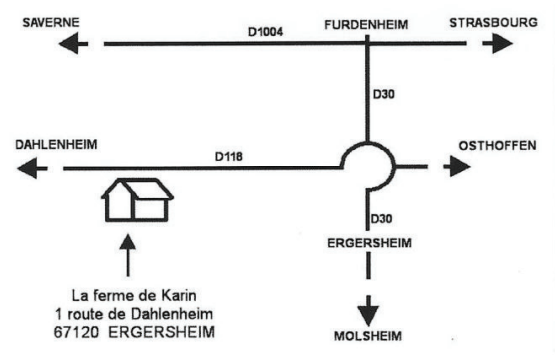 SAVERNE
FURDENHEIM
STRASBOURG
D1004
D30
DAHLENHEIM
D118
OSTHOFFEN
D30
ERGERSHEIM
La ferme de Karin
1 route de Dahlenheim
67120 ERGERSHEIM
MOLSHEIM